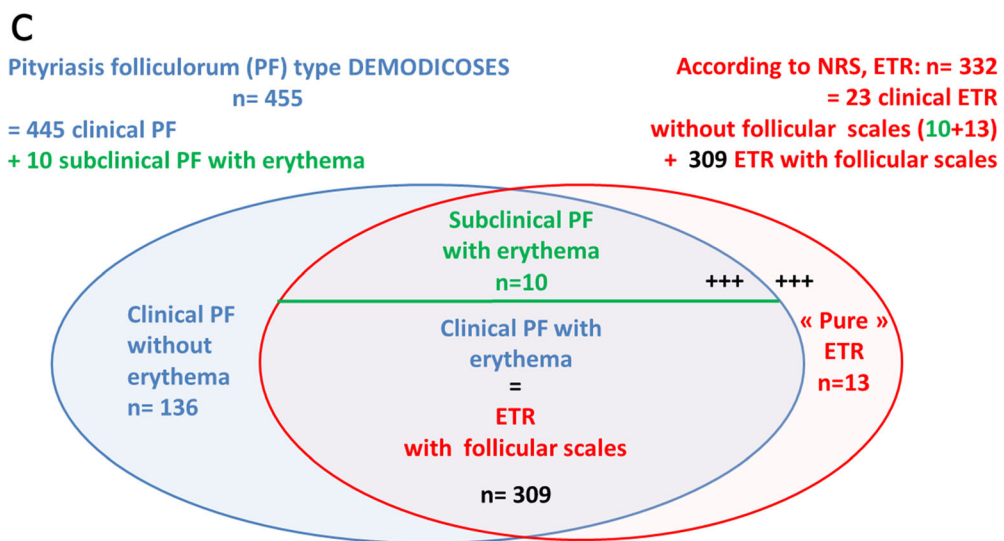 C
Pityriasis folliculorum (PF) type DEMODICOSES
n= 455
= 445 clinical PF
+ 10 subclinical PF with erythema
According to NRS, ETR: n= 332
= 23 clinical ETR
without follicular scales (10+13)
+ 309 ETR with follicular scales
Subclinical PF
with erythema
n=10
+++ +++
Clinical PF
without
erythema
n= 136
Clinical PF with
erythema
=
ETR
with follicular scales
n= 309
« Pure »
ETR
n=13